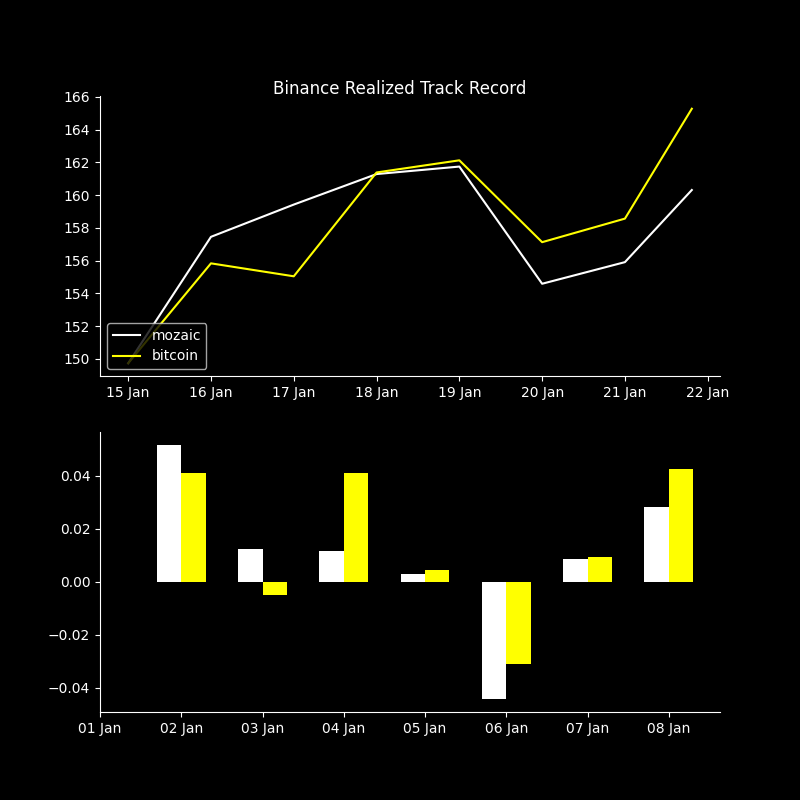 Binance Realized Track Record
166
164
162
160
158
156
154
152
150
mozaic
bitcoin
15 Jan 16 Jan 17 Jan 18 Jan 19 Jan 20 Jan 21 Jan 22 Jan
0.04
0.02
0.00
−0.02
−0.04
01 Jan 02 Jan 03 Jan 04 Jan 05 Jan 06 Jan 07 Jan 08 Jan